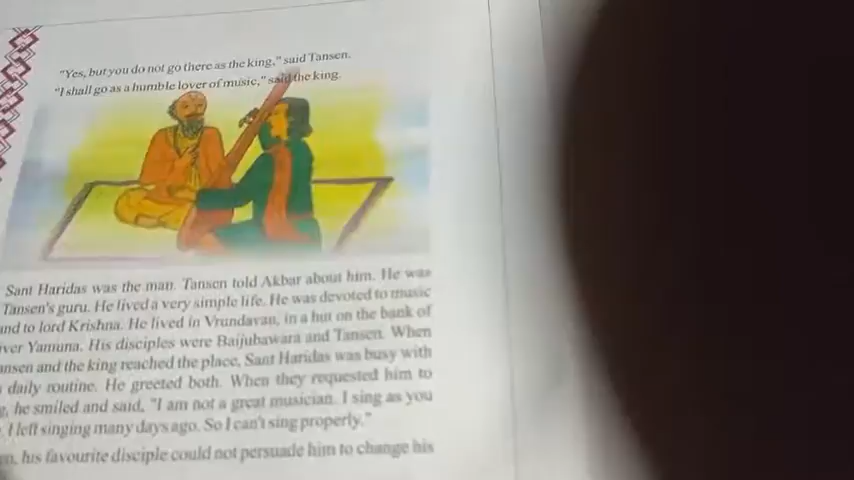 "Yes, but you do not go there as the king," said Tansen.
"I shall go as a humble lover of music," said the king.
Sant Haridas was the man. Tansen told Akbar about him. He was
Tansen's guru. He lived a very simple life. He was devoted to music
and to lord Krishna. He lived in Vrundavan, in a hut on the bank of
iver Yamuna. His disciples were Baijubawara and Tansen. When
ansen and the king reached the place, Sant Haridas was busy with
daily routine. He greeted both. When they requested him to
g, he smiled and said, "I am not a great musician. I sing as you
. I left singing many days ago. So I can't sing properly."
en, his favourite disciple could not persuade him to change his